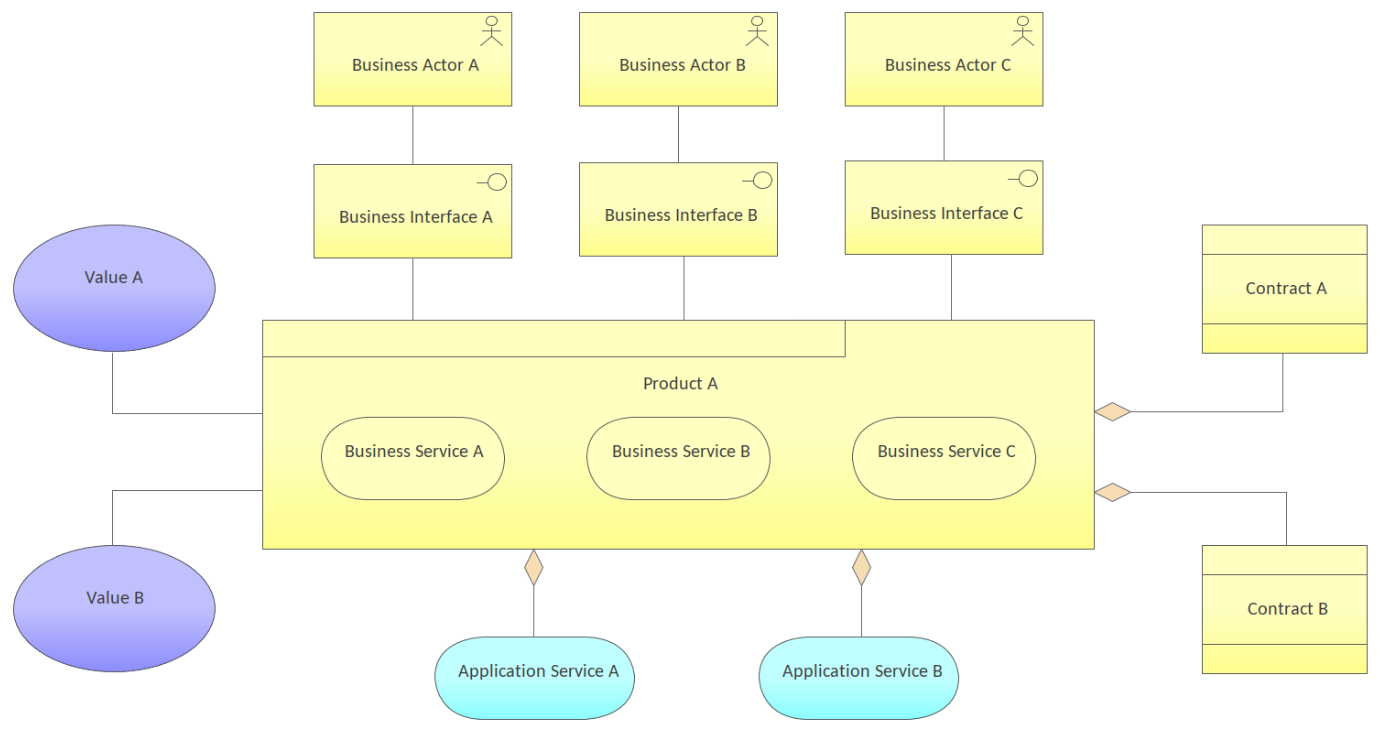 Business Actor A
Business Actor B
Business Actor C
Business Interface A
Business Interface B
Business Interface C
Value A
Contract A
Product A
Business Service A
Business Service B
Business Service C
Value B
Contract B
Application Service A
Application Service B